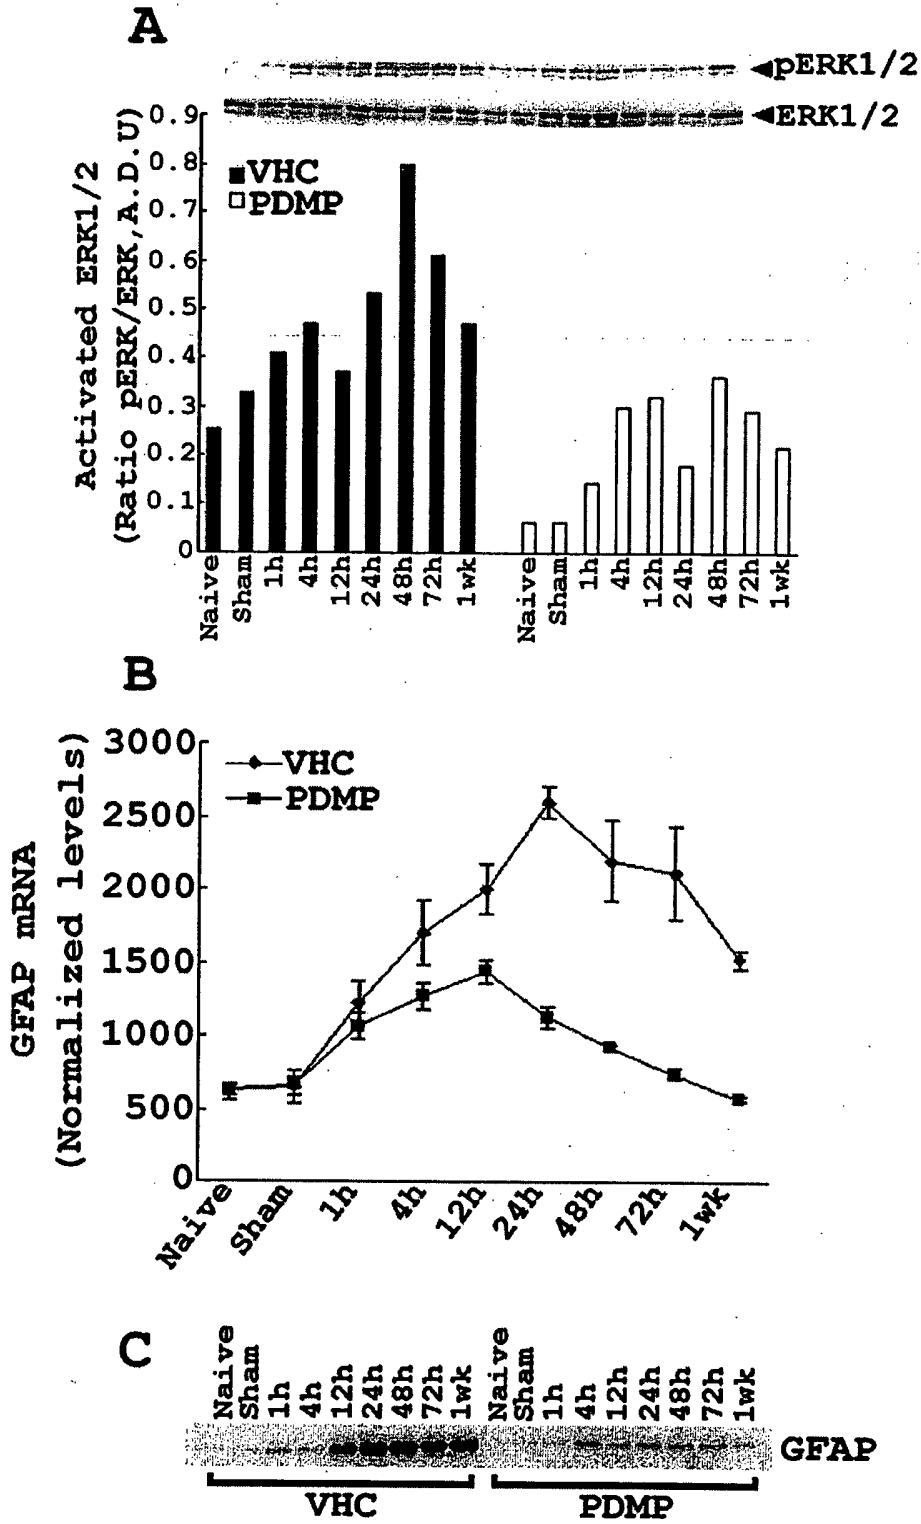 A
pERK1/2
ERK1/2
Activated ERK1/2
(Ratio pERK/ERK,A.D.U)
0.9
0.8
0.7
0.6
0.5
0.4
0.3
0.2
0.1
0
VHC
PDMP
Naive Sham 1h 4h 12h 24h 48h 72h 1wk Naive Sham 1h 4h 12h 24h 48h 72h 1wk
B
GFAP mRNA
(Normalized levels)
3000
2500
2000
1500
1000
500
0
VHC
PDMP
Naive Sham 1h 4h 12h 24h 48h 72h 1wk
C
Naive Sham 1h 4h 12h 24h 48h 72h 1wk Naive Sham 1h 4h 12h 24h 48h 72h 1wk
GFAP
VHC PDMP